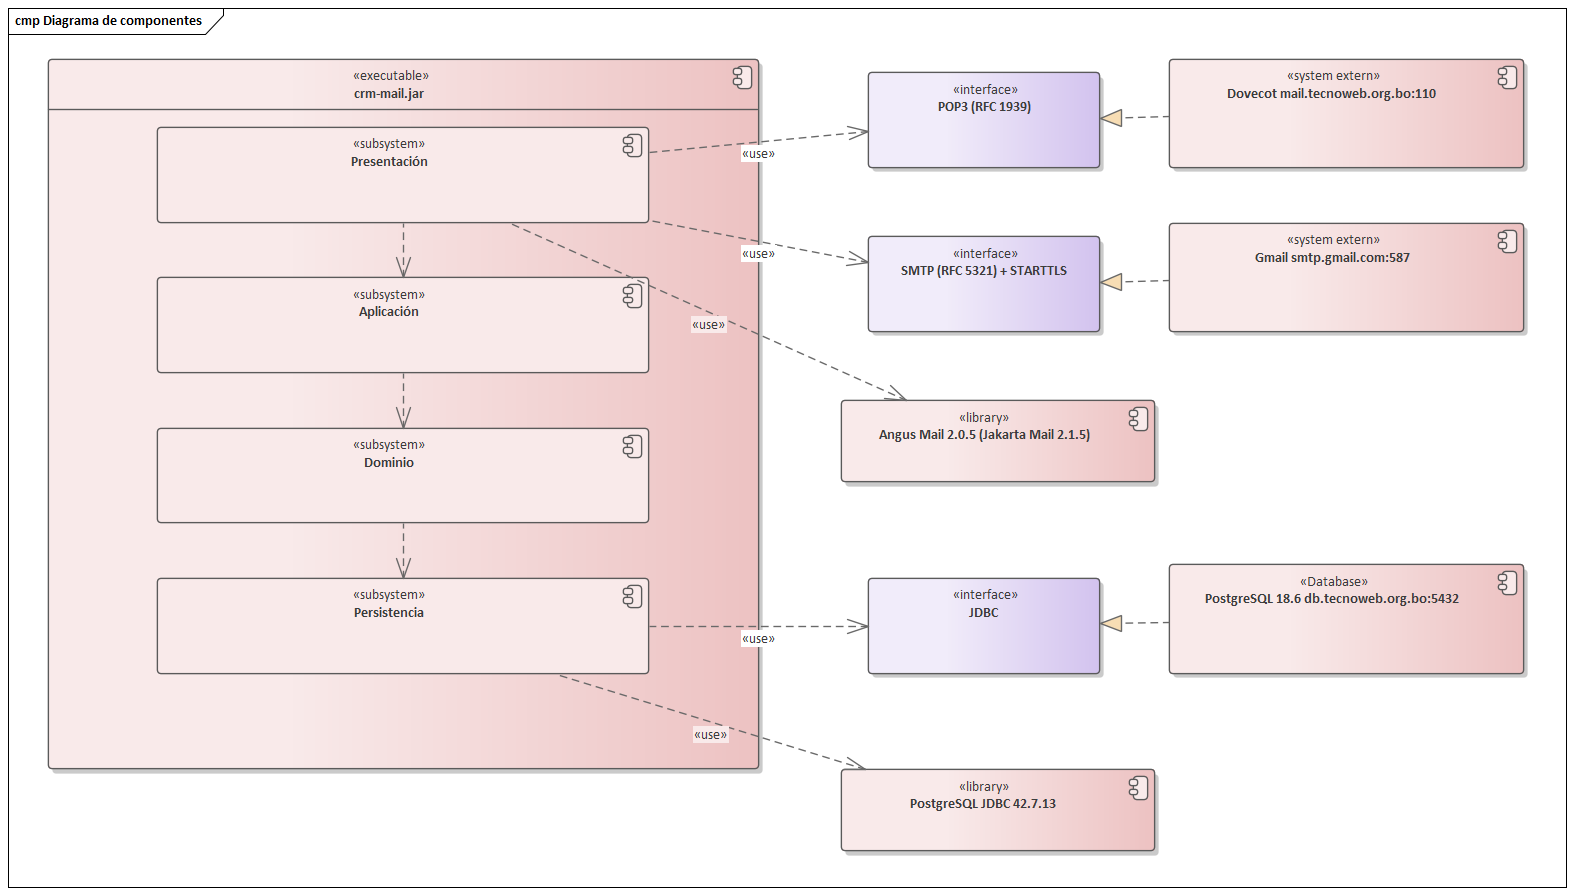 cmp Diagrama de componentes
«executable»
crm-mail.jar
«subsystem»
Presentación
«subsystem»
Aplicación
«subsystem»
Dominio
«subsystem»
Persistencia
«use»
«use»
«use»
«use»
«use»
«interface»
POP3 (RFC 1939)
«interface»
SMTP (RFC 5321) + STARTTLS
«library»
Angus Mail 2.0.5 (Jakarta Mail 2.1.5)
«interface»
JDBC
«library»
PostgreSQL JDBC 42.7.13
«system extern»
Dovecot mail.tecnoweb.org.bo:110
«system extern»
Gmail smtp.gmail.com:587
«Database»
PostgreSQL 18.6 db.tecnoweb.org.bo:5432